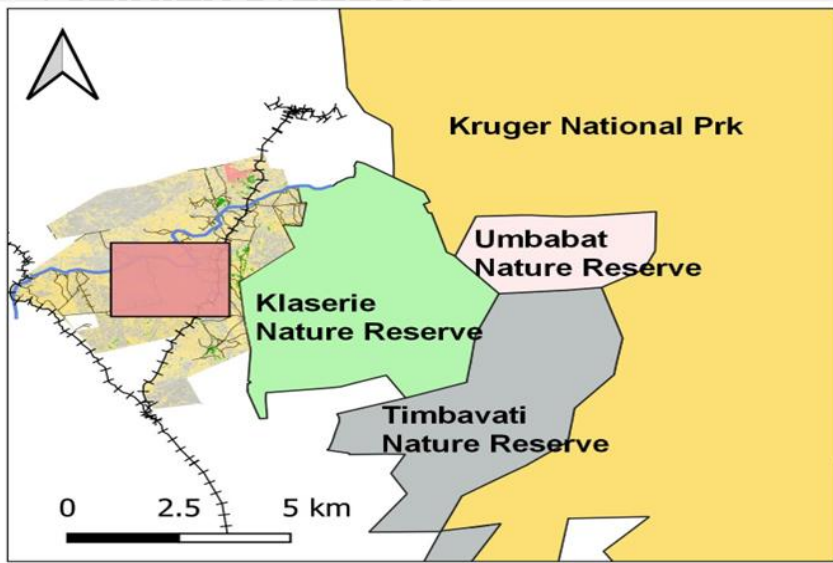 Kruger National Prk
Umbabat
Nature Reserve
Klaserie
Nature Reserve
Timbavati
Nature Reserve
0 2.5 5 km